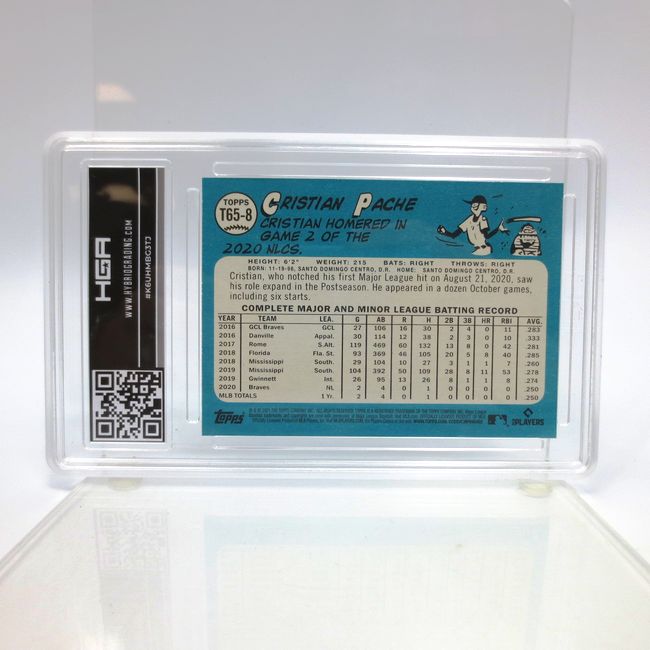 HGA
WWW.HYBRIDGRADING.COM
#K6UHMBG3TJ
TOPPS
T65-8
CRISTIAN PACHE
CRISTIAN HOMERED IN
GAME 2 OF THE
2020 NLCS.
HEIGHT: 6'2" WEIGHT: 215 BATS: RIGHT THROWS: RIGHT
BORN: 11-19-98, SANTO DOMINGO CENTRO, D.R. HOME: SANTO DOMINGO CENTRO, D.R.
Cristian, who notched his first Major League hit on August 21, 2020, saw
his role expand in the Postseason. He appeared in a dozen October games,
including six starts.
COMPLETE MAJOR AND MINOR LEAGUE BATTING RECORD
YEAR TEAM LEA. G AB R H 2B 3B HR RBI AVG.
2016 GCL Braves GCL 27 106 16 30 2 4 0 11 .283
2016 Danville Appal. 30 114 12 38 2 3 0 10 .333
2017 Rome S.Atl. 119 469 60 132 13 8 0 42 .281
2018 Florida Fla. St. 93 369 46 105 20 5 8 40 .285
2018 Mississippi South. 29 104 10 27 3 1 1 7 .260
2019 Mississippi South. 104 392 50 109 28 8 11 53 .278
2019 Gwinnett Int. 26 95 13 26 8 1 1 8 .274
2020 Braves NL 2 4 0 1 0 0 0 0 .250
MLB TOTALS 1 Yr. 2 4 0 1 0 0 0 0 .250
TOPPS
PLAYERS